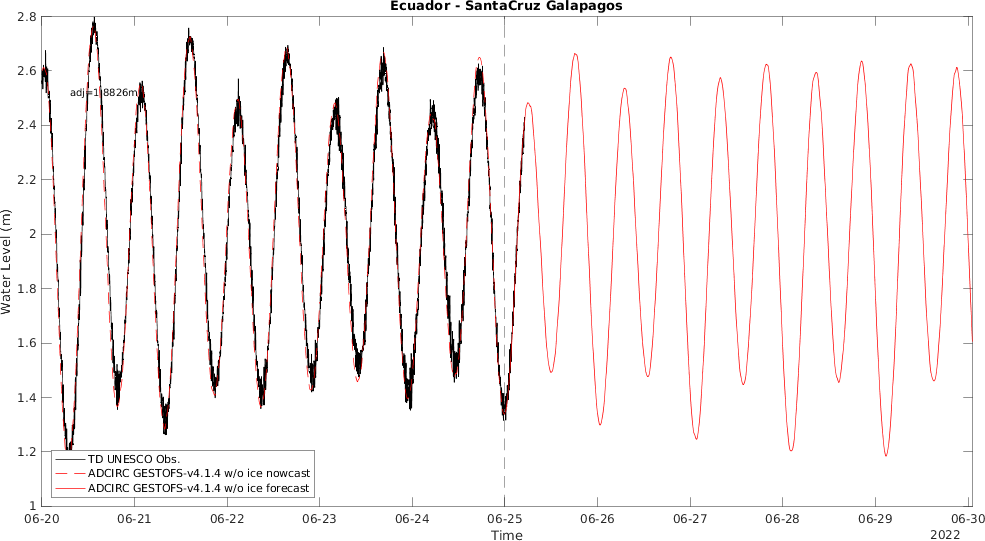 Ecuador - SantaCruz Galapagos
Water Level (m)
2.8
2.6
2.4
2.2
2
1.8
1.6
1.4
1.2
1
adj=1.8826m
TD UNESCO Obs.
ADCIRC GESTOFS-v4.1.4 w/o ice nowcast
ADCIRC GESTOFS-v4.1.4 w/o ice forecast
06-20 06-21 06-22 06-23 06-24 06-25 06-26 06-27 06-28 06-29 06-30
Time
2022